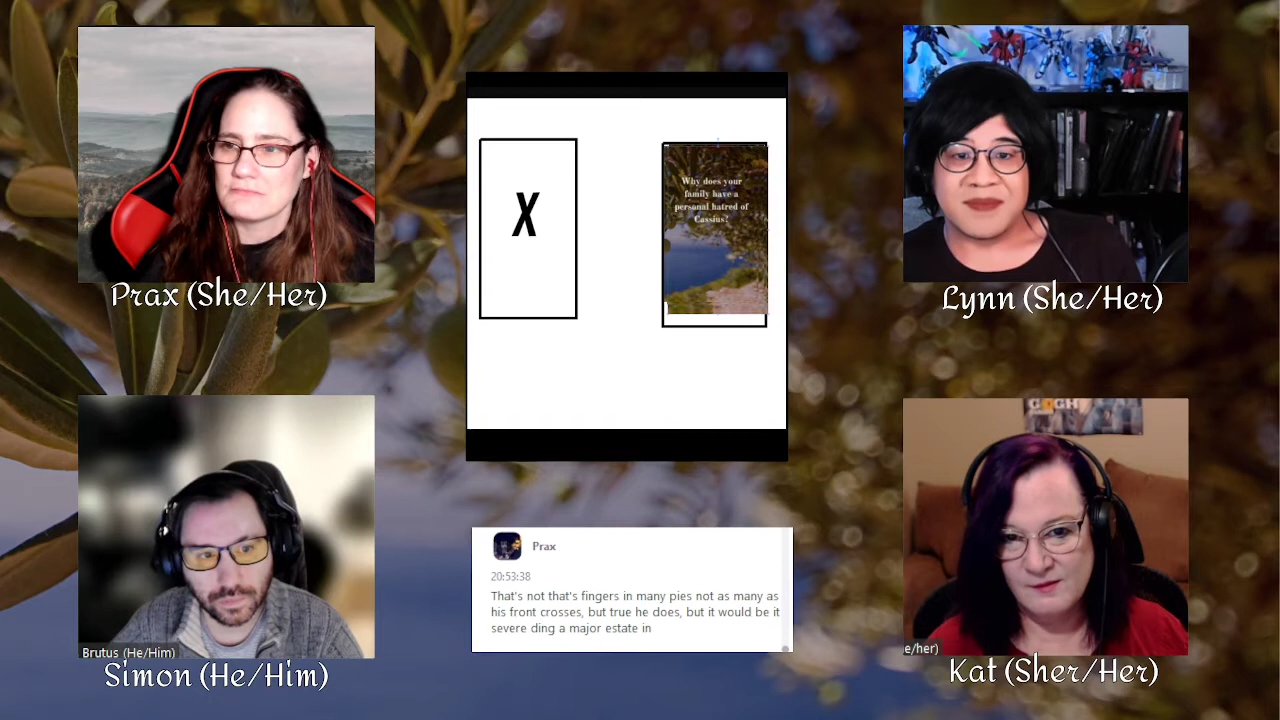 Prax (She/Her)
X
Why does your
family have a
personal hatred of
Cassius?
GOGH
Lynn (She/Her)
Brutus (He/Him)
Simon (He/Him)
Prax
20:53:38
That's not that's fingers in many pies not as many as
his front crosses, but true he does, but it would be it
severe ding a major estate in
e/her)
Kat (Sher/Her)